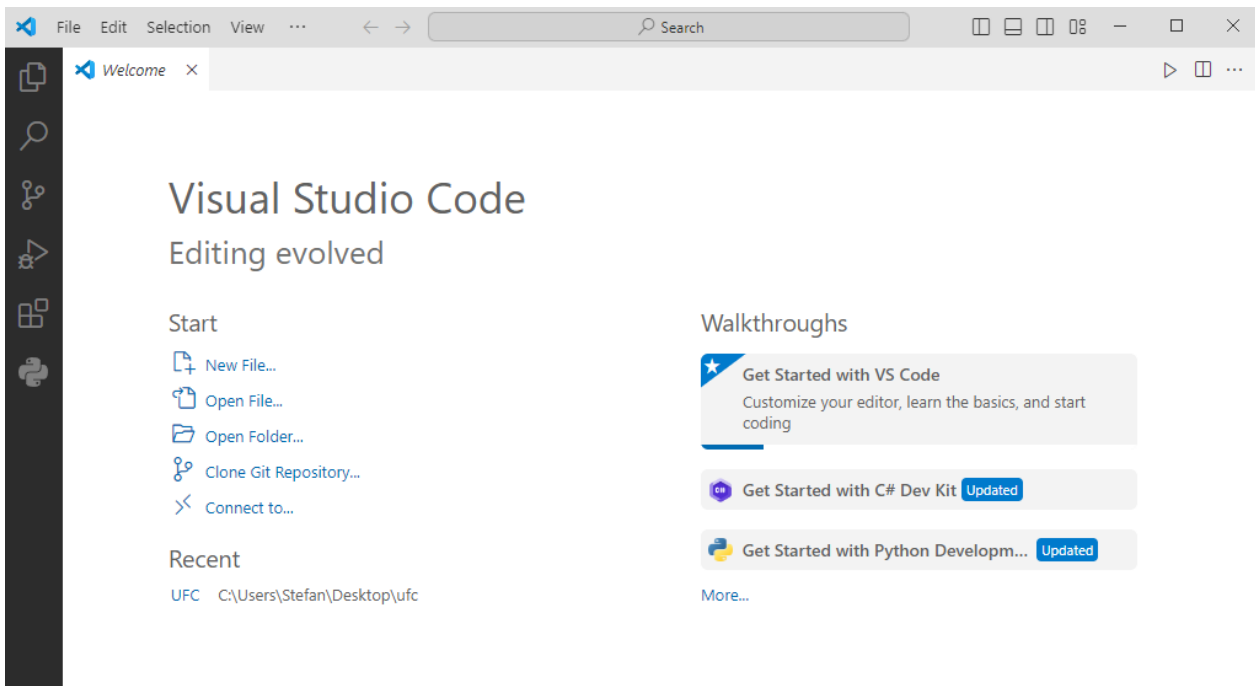 File Edit Selection View ··· Search
Welcome
Visual Studio Code
Editing evolved
Start
New File...
Open File...
Open Folder...
Clone Git Repository...
Connect to...
Recent
UFC C:\Users\Stefan\Desktop\ufc
Walkthroughs
Get Started with VS Code
Customize your editor, learn the basics, and start
coding
Get Started with C# Dev Kit Updated
Get Started with Python Developm... Updated
More...